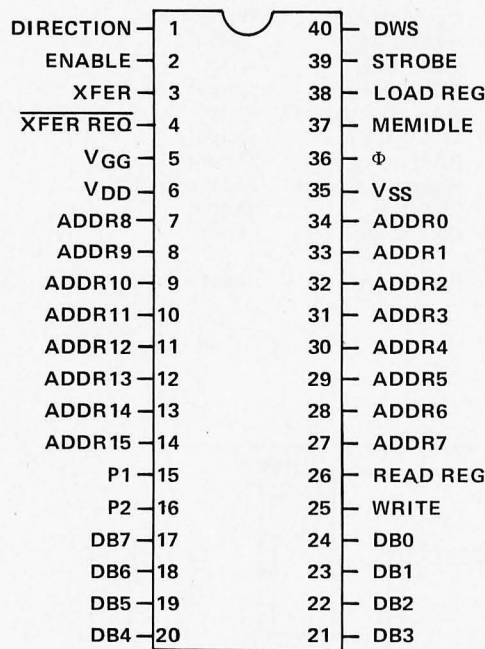 DIRECTION 1 40 DWS
ENABLE 2 39 STROBE
XFER 3 38 LOAD REG
XFER REQ 4 37 MEMIDLE
VGG 5 36 Φ
VDD 6 35 VSS
ADDR8 7 34 ADDR0
ADDR9 8 33 ADDR1
ADDR10 9 32 ADDR2
ADDR11 10 31 ADDR3
ADDR12 11 30 ADDR4
ADDR13 12 29 ADDR5
ADDR14 13 28 ADDR6
ADDR15 14 27 ADDR7
P1 15 26 READ REG
P2 16 25 WRITE
DB7 17 24 DB0
DB6 18 23 DB1
DB5 19 22 DB2
DB4 20 21 DB3